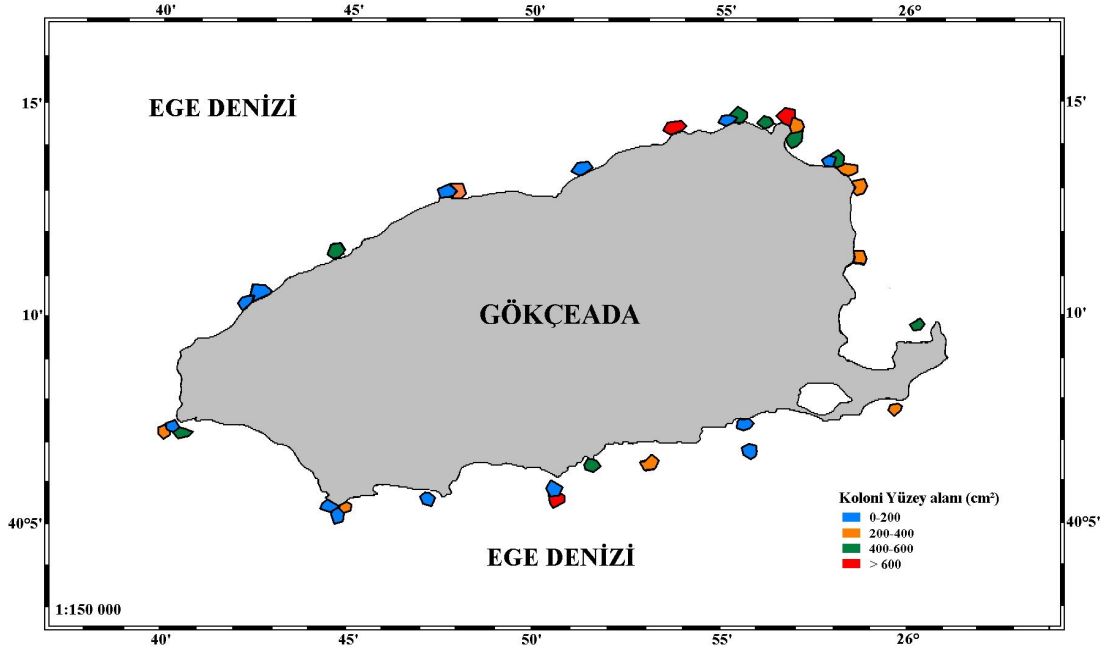 40' 45' 50' 55' 26°
EGE DENİZİ
15' 15'
GÖKÇEADA
10' 10'
Koloni Yüzey alanı (cm²)
0-200
200-400
400-600
> 600
40°5' 40°5'
EGE DENİZİ
1:150 000
40' 45' 50' 55' 26°